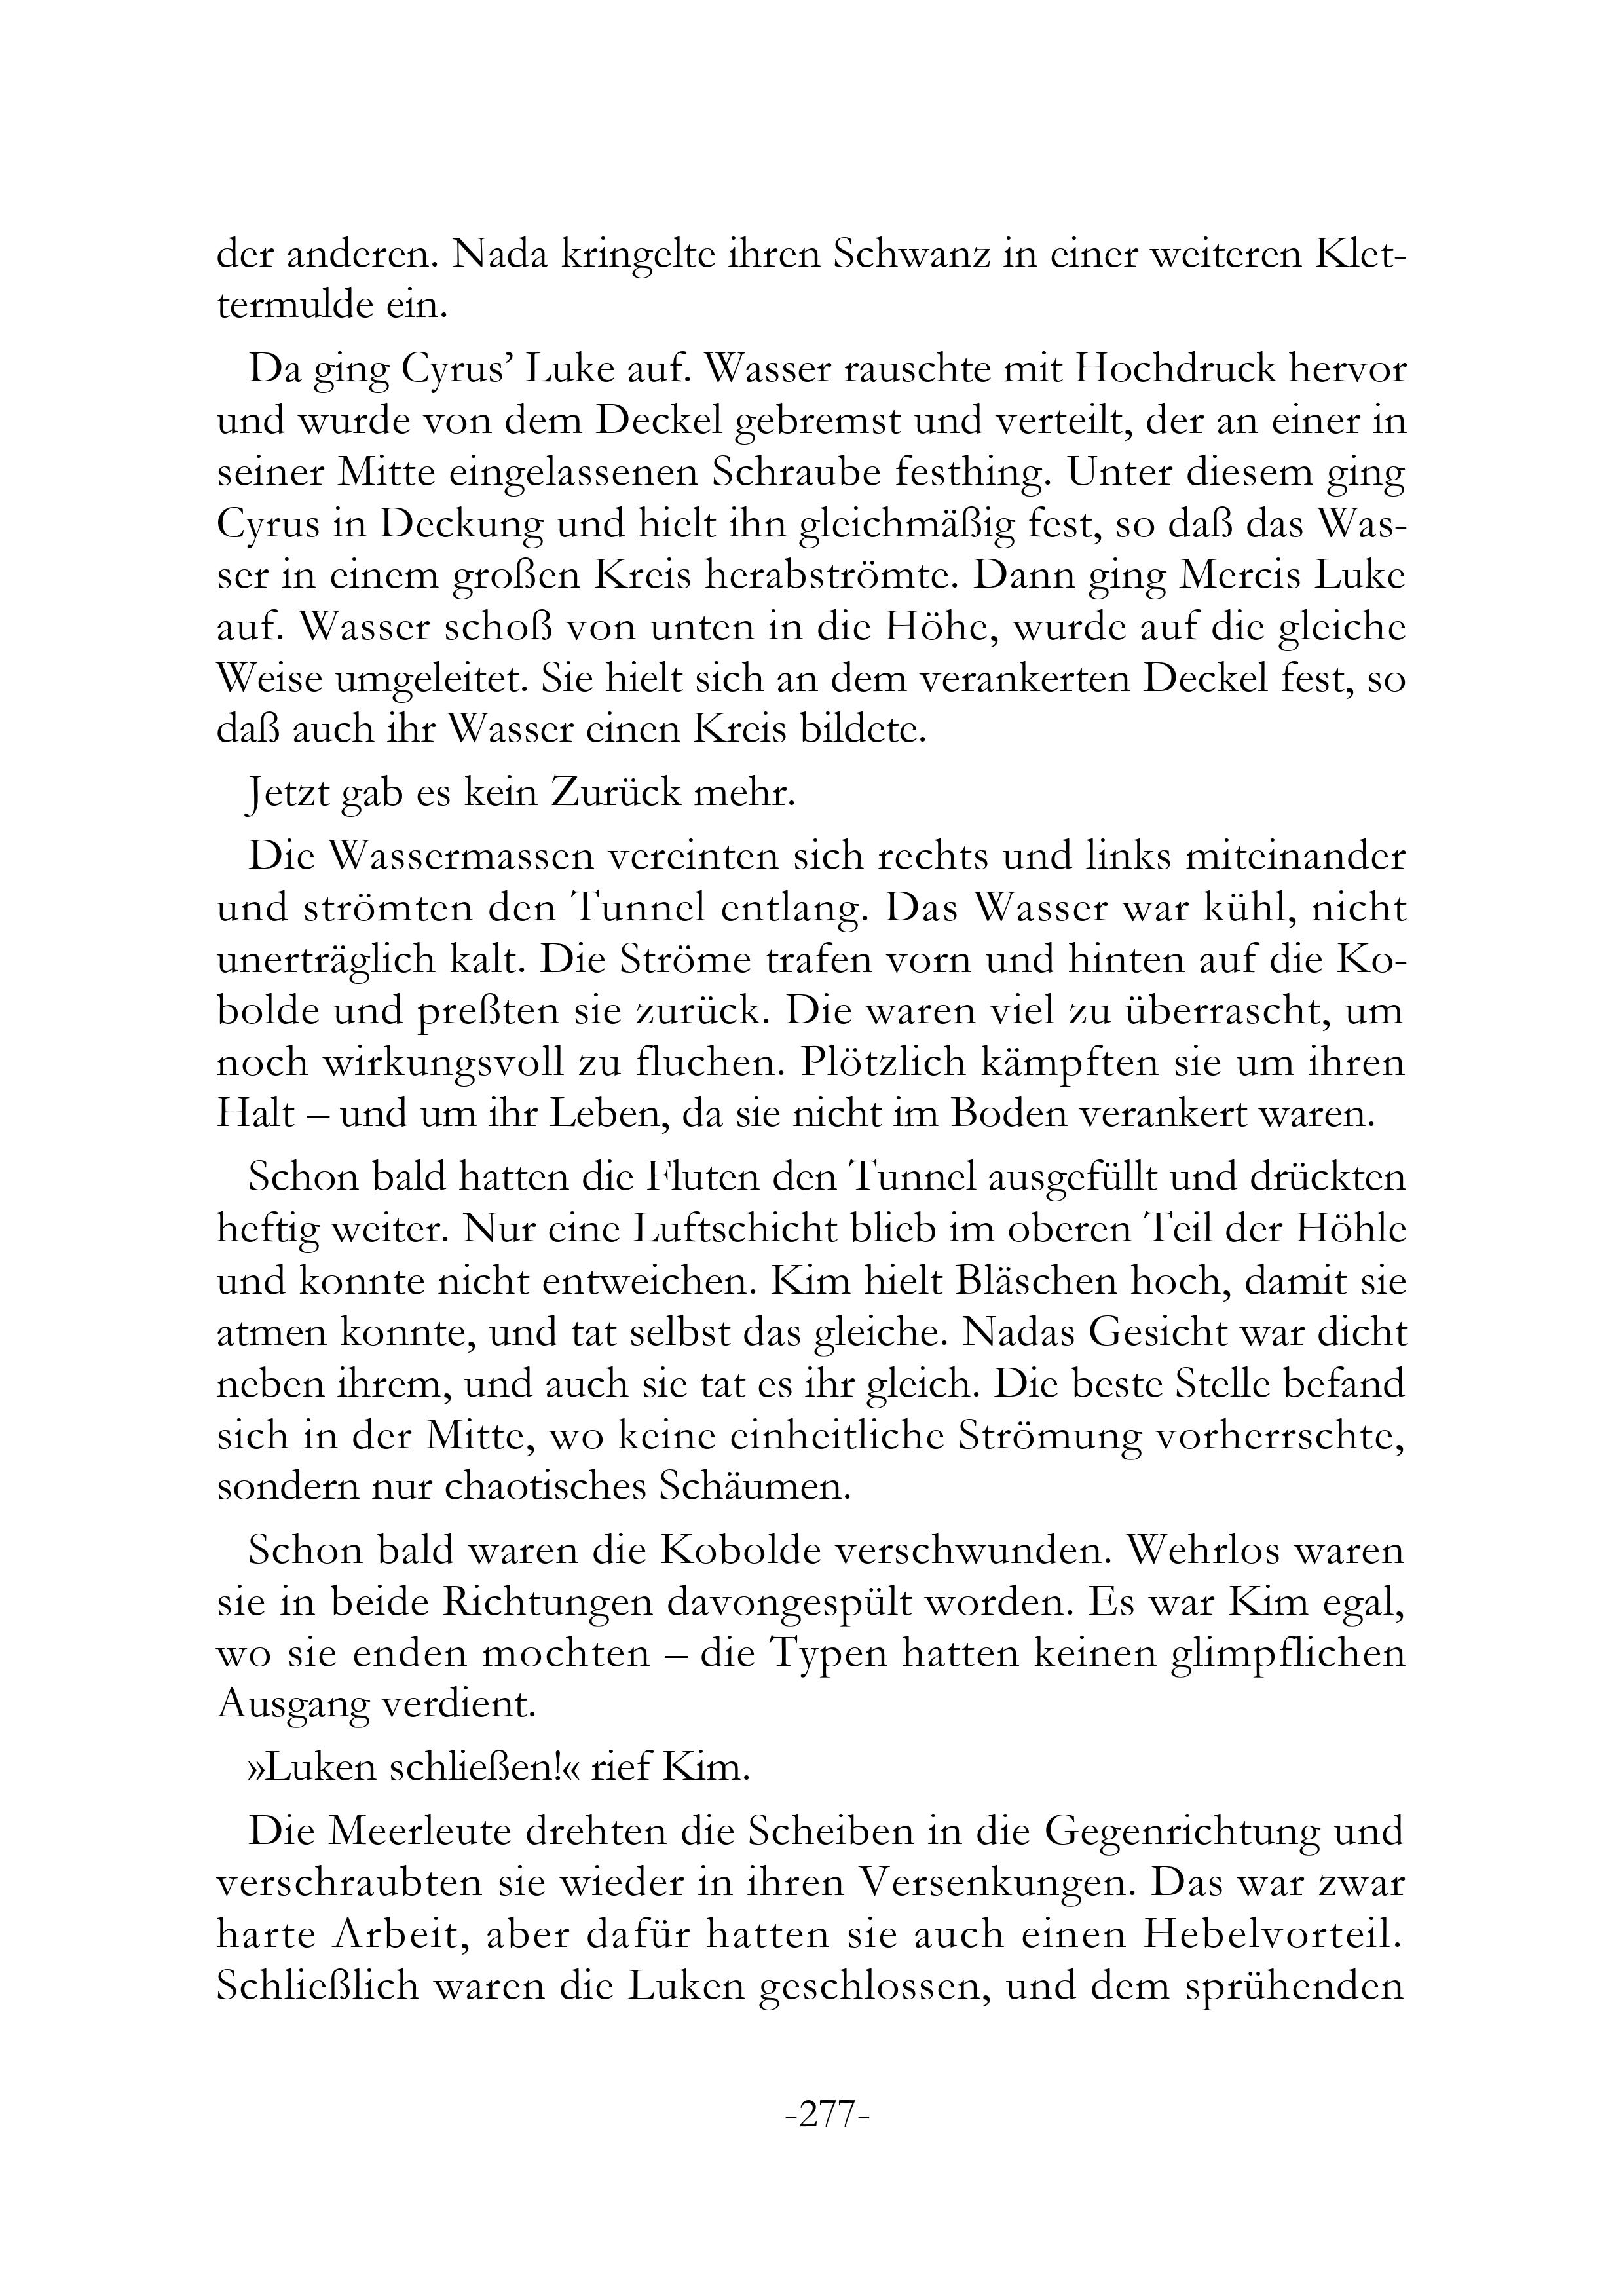 der anderen. Nada kringelte ihren Schwanz in einer weiteren Klet-
termulde ein.
Da ging Cyrus’ Luke auf. Wasser rauschte mit Hochdruck hervor
und wurde von dem Deckel gebremst und verteilt, der an einer in
seiner Mitte eingelassenen Schraube festhing. Unter diesem ging
Cyrus in Deckung und hielt ihn gleichmäßig fest, so daß das Was-
ser in einem großen Kreis herabströmte. Dann ging Mercis Luke
auf. Wasser schoß von unten in die Höhe, wurde auf die gleiche
Weise umgeleitet. Sie hielt sich an dem verankerten Deckel fest, so
daß auch ihr Wasser einen Kreis bildete.
Jetzt gab es kein Zurück mehr.
Die Wassermassen vereinten sich rechts und links miteinander
und strömten den Tunnel entlang. Das Wasser war kühl, nicht
unerträglich kalt. Die Ströme trafen vorn und hinten auf die Ko-
bolde und preßten sie zurück. Die waren viel zu überrascht, um
noch wirkungsvoll zu fluchen. Plötzlich kämpften sie um ihren
Halt – und um ihr Leben, da sie nicht im Boden verankert waren.
Schon bald hatten die Fluten den Tunnel ausgefüllt und drückten
heftig weiter. Nur eine Luftschicht blieb im oberen Teil der Höhle
und konnte nicht entweichen. Kim hielt Bläschen hoch, damit sie
atmen konnte, und tat selbst das gleiche. Nadas Gesicht war dicht
neben ihrem, und auch sie tat es ihr gleich. Die beste Stelle befand
sich in der Mitte, wo keine einheitliche Strömung vorherrschte,
sondern nur chaotisches Schäumen.
Schon bald waren die Kobolde verschwunden. Wehrlos waren
sie in beide Richtungen davongespült worden. Es war Kim egal,
wo sie enden mochten – die Typen hatten keinen glimpflichen
Ausgang verdient.
»Luken schließen!« rief Kim.
Die Meerleute drehten die Scheiben in die Gegenrichtung und
verschraubten sie wieder in ihren Versenkungen. Das war zwar
harte Arbeit, aber dafür hatten sie auch einen Hebelvorteil.
Schließlich waren die Luken geschlossen, und dem sprühenden
-277-